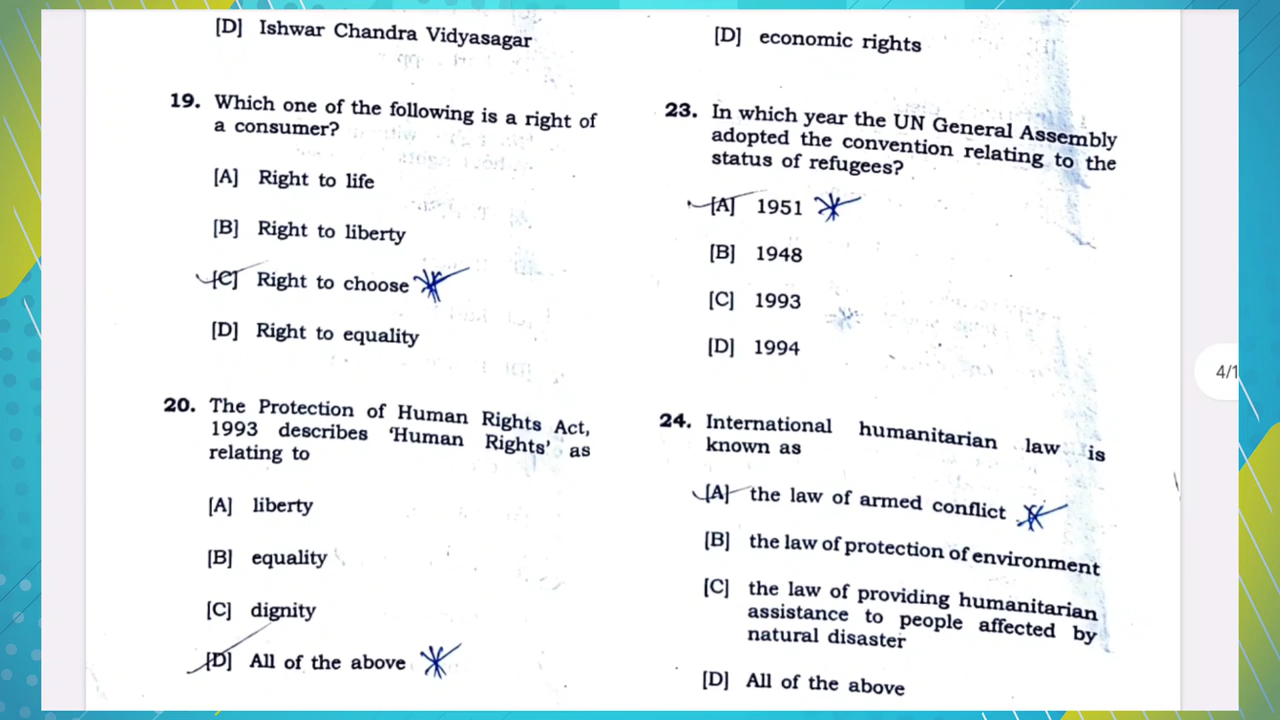 [D] Ishwar Chandra Vidyasagar
19. Which one of the following is a right of
a consumer?
[A] Right to life
[B] Right to liberty
[C] Right to choose
[D] Right to equality
20. The Protection of Human Rights Act,
1993 describes ‘Human Rights’ as
relating to
[A] liberty
[B] equality
[C] dignity
[D] All of the above
[D] economic rights
23. In which year the UN General Assembly
adopted the convention relating to the
status of refugees?
[A] 1951
[B] 1948
[C] 1993
[D] 1994
24. International humanitarian law is
known as
[A] the law of armed conflict
[B] the law of protection of environment
[C] the law of providing humanitarian
assistance to people affected by
natural disaster
[D] All of the above
4/1